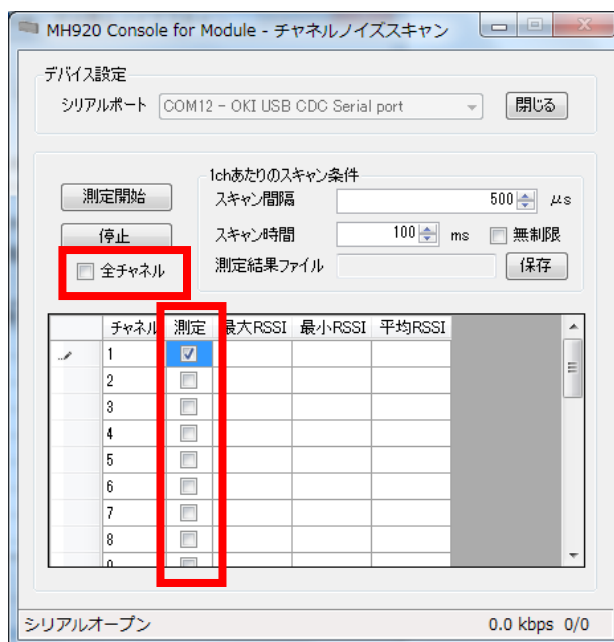 MH920 Console for Module - チャネルノイズスキャン
デバイス設定
シリアルポート COM12 - OKI USB CDC Serial port 閉じる
1chあたりのスキャン条件
測定開始 スキャン間隔 500 μs
停止 スキャン時間 100 ms 無制限
全チャネル 測定結果ファイル 保存
チャネル 測定 最大RSSI 最小RSSI 平均RSSI
1
2
3
4
5
6
7
8
9
シリアルオープン 0.0 kbps 0/0